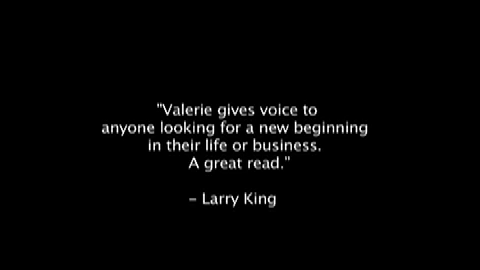 "Valerie gives voice to
anyone looking for a new beginning
in their life or business.
A great read."
– Larry King